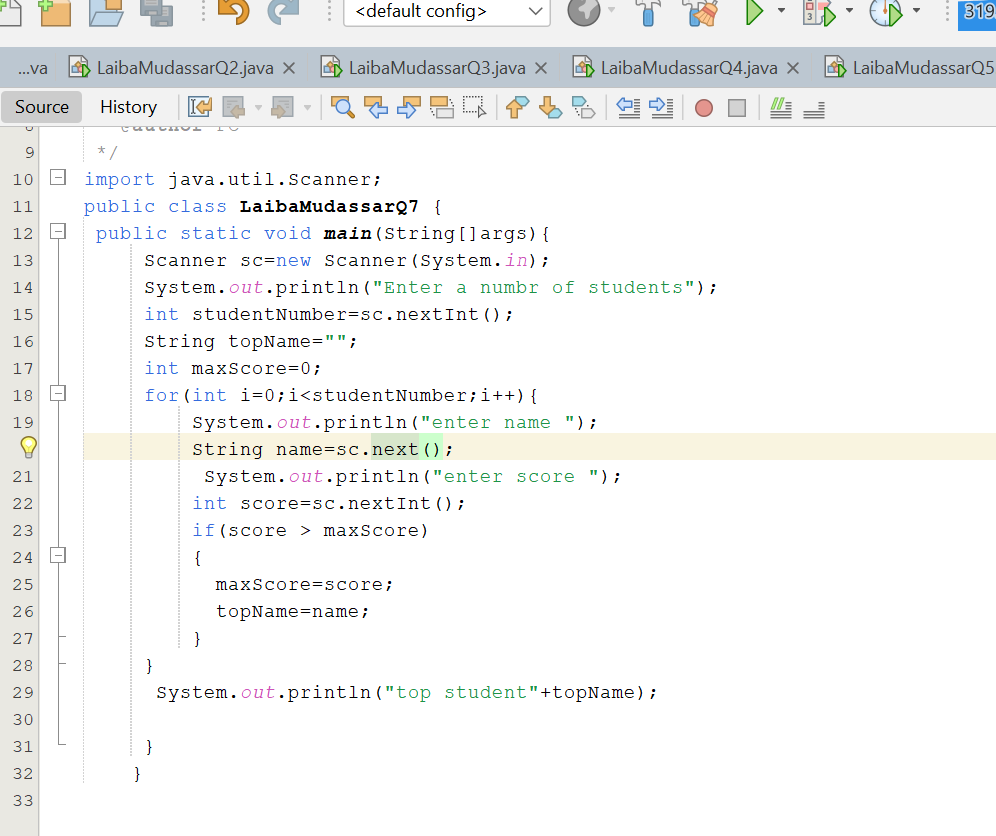 <default config>
319
...va LaibaMudassarQ2.java LaibaMudassarQ3.java LaibaMudassarQ4.java LaibaMudassarQ5
Source History
8 @author PC
9 */
10 import java.util.Scanner;
11 public class LaibaMudassarQ7 {
12 public static void main(String[]args){
13 Scanner sc=new Scanner(System.in);
14 System.out.println("Enter a numbr of students");
15 int studentNumber=sc.nextInt();
16 String topName="";
17 int maxScore=0;
18 for(int i=0;i<studentNumber;i++){
19 System.out.println("enter name ");
String name=sc.next();
21 System.out.println("enter score ");
22 int score=sc.nextInt();
23 if(score > maxScore)
24 {
25 maxScore=score;
26 topName=name;
27 }
28 }
29 System.out.println("top student"+topName);
30
31 }
32 }
33